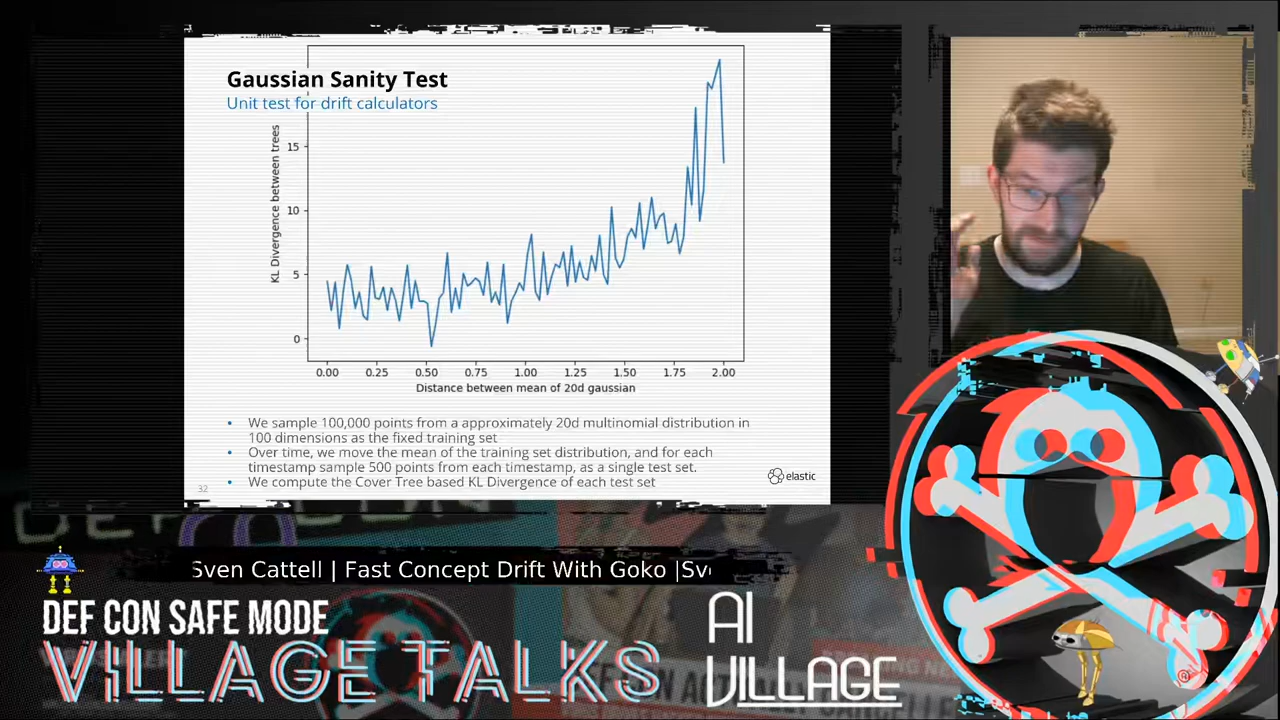 Gaussian Sanity Test
Unit test for drift calculators
KL Divergence between trees
15
10
5
0
0.00 0.25 0.50 0.75 1.00 1.25 1.50 1.75 2.00
Distance between mean of 20d gaussian
• We sample 100,000 points from a approximately 20d multinomial distribution in
100 dimensions as the fixed training set
• Over time, we move the mean of the training set distribution, and for each
timestamp sample 500 points from each timestamp, as a single test set.
• We compute the Cover Tree based KL Divergence of each test set
32
elastic
Sven Cattell | Fast Concept Drift With Goko |Sv
DEF CON SAFE MODE
VILLAGE TALKS
AI
VILLAGE
®